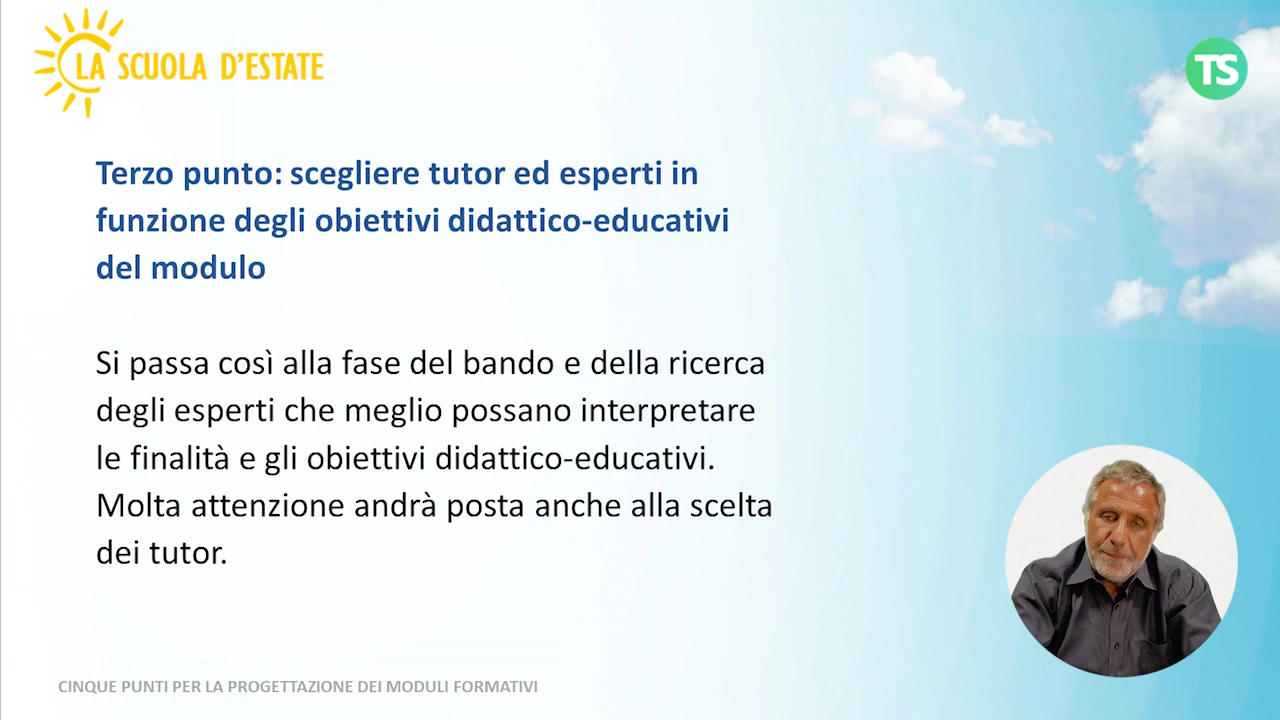 LA SCUOLA D'ESTATE
TS
Terzo punto: scegliere tutor ed esperti in
funzione degli obiettivi didattico-educativi
del modulo
Si passa così alla fase del bando e della ricerca
degli esperti che meglio possano interpretare
le finalità e gli obiettivi didattico-educativi.
Molta attenzione andrà posta anche alla scelta
dei tutor.
CINQUE PUNTI PER LA PROGETTAZIONE DEI MODULI FORMATIVI